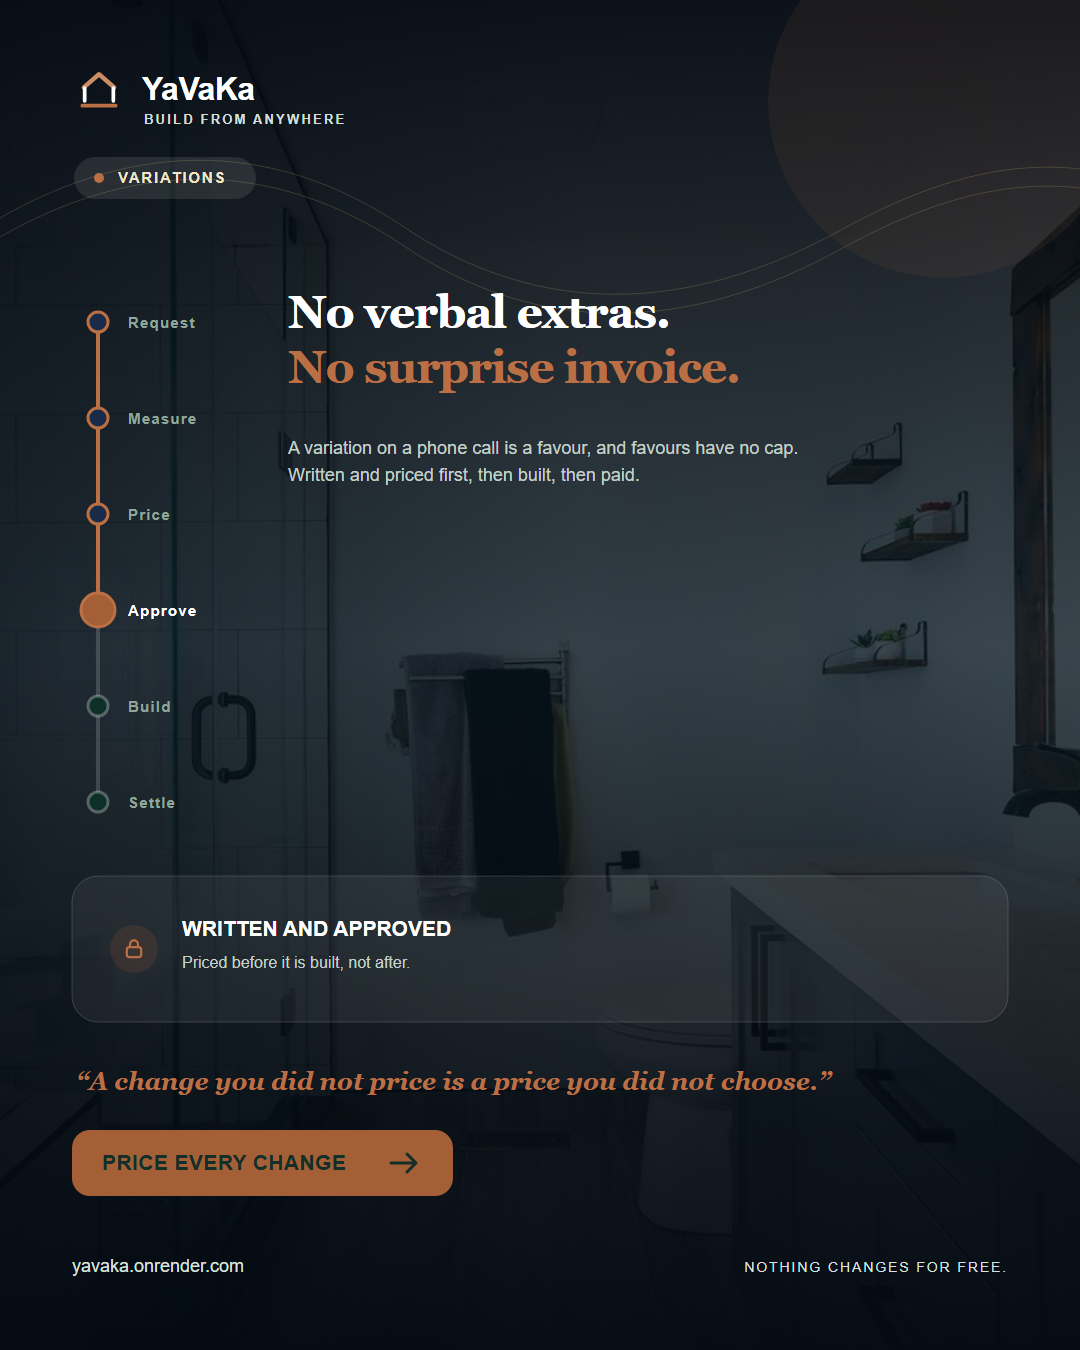 YaVaKa
BUILD FROM ANYWHERE
VARIATIONS
No verbal extras.
No surprise invoice.
A variation on a phone call is a favour, and favours have no cap.
Written and priced first, then built, then paid.
Request
Measure
Price
Approve
Build
Settle
WRITTEN AND APPROVED
Priced before it is built, not after.
“A change you did not price is a price you did not choose.”
PRICE EVERY CHANGE
yavaka.onrender.com
NOTHING CHANGES FOR FREE.